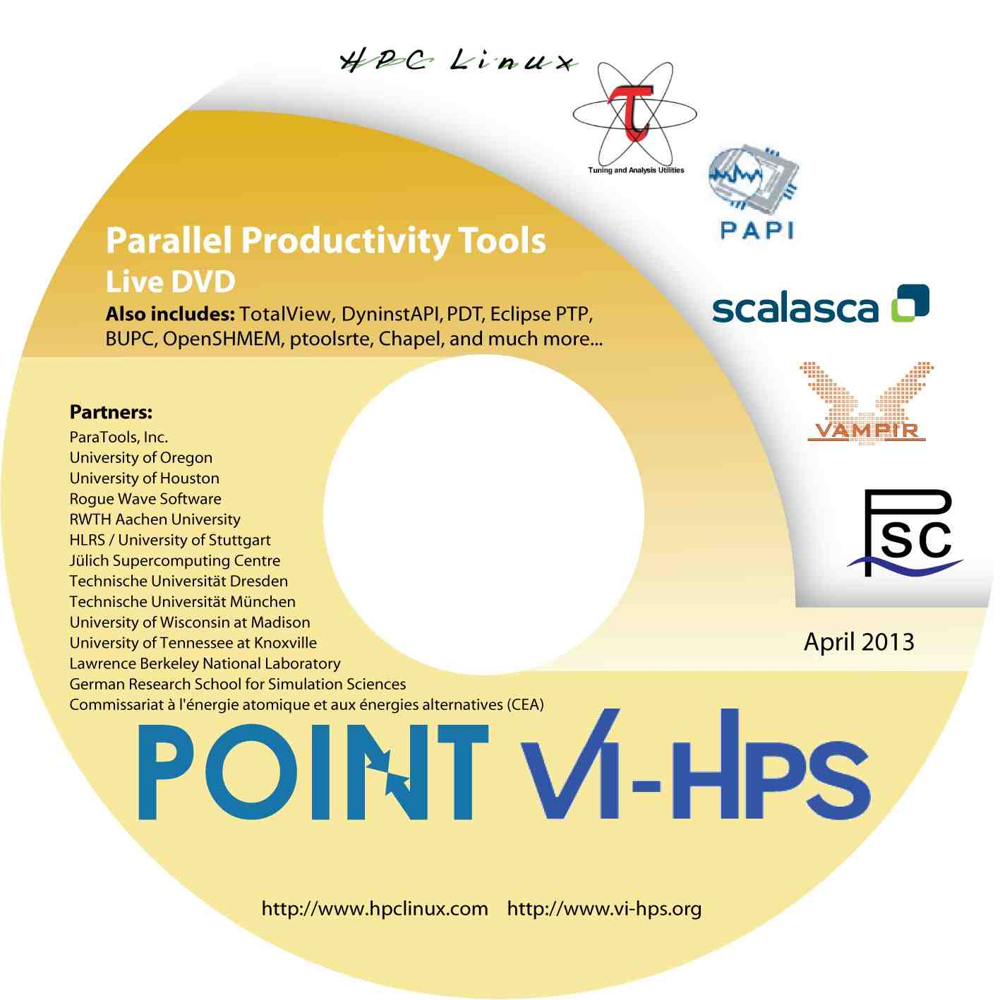 HPC Linux
τ
Tuning and Analysis Utilities
PAPI
scalasca
VAMPIR
PSC
Parallel Productivity Tools
Live DVD
Also includes: TotalView, DyninstAPI, PDT, Eclipse PTP,
BUPC, OpenSHMEM, ptoolsrte, Chapel, and much more...
Partners:
ParaTools, Inc.
University of Oregon
University of Houston
Rogue Wave Software
RWTH Aachen University
HLRS / University of Stuttgart
Jülich Supercomputing Centre
Technische Universität Dresden
Technische Universität München
University of Wisconsin at Madison
University of Tennessee at Knoxville
Lawrence Berkeley National Laboratory
German Research School for Simulation Sciences
Commissariat à l'énergie atomique et aux énergies alternatives (CEA)
April 2013
POINT VI-HPS
http://www.hpclinux.com http://www.vi-hps.org